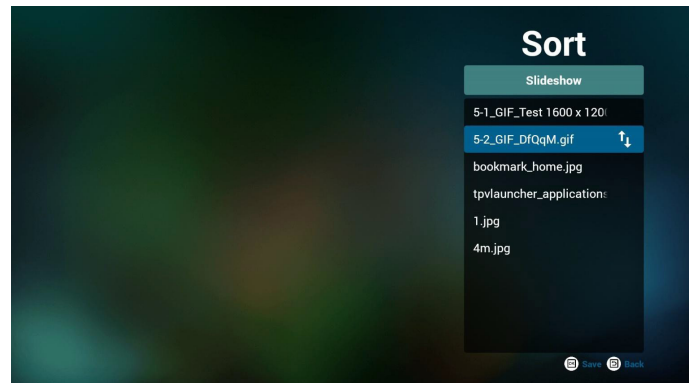 Sort
Slideshow
5-1_GIF_Test 1600 x 120
5-2_GIF_DfQqM.gif
bookmark_home.jpg
tpvlauncher_applications
1.jpg
4m.jpg
Save Back